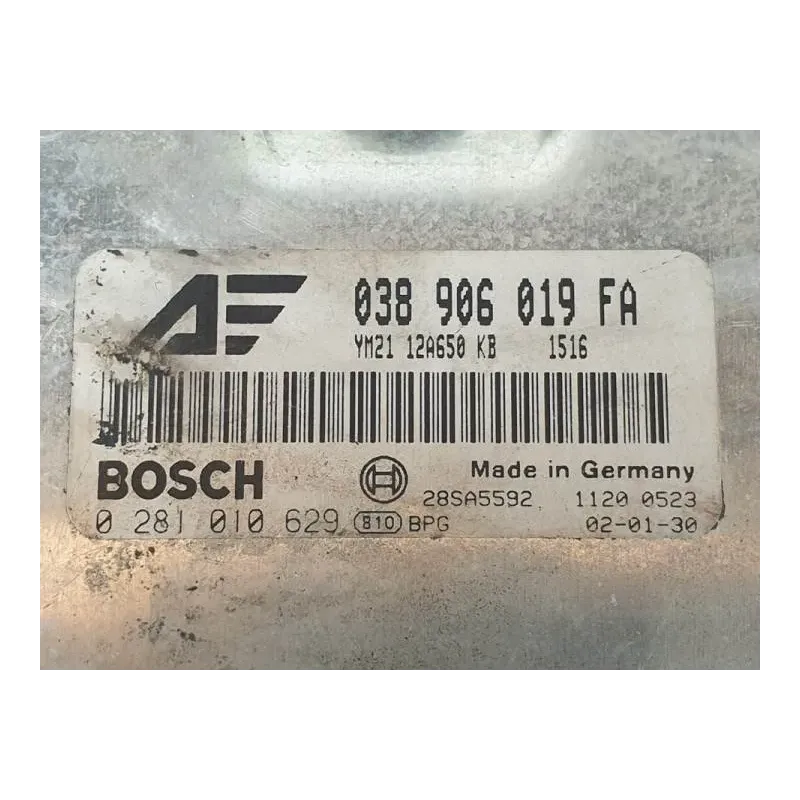 AF 038 906 019 FA
YM21 12A650 KB 1516
BOSCH Made in Germany
28SA5592 1120 0523
0 281 010 629 810 BPG 02-01-30